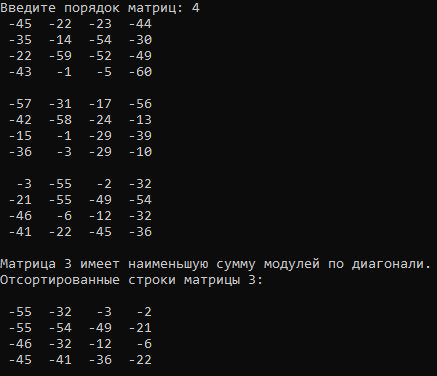 Введите порядок матриц: 4
-45 -22 -23 -44
-35 -14 -54 -30
-22 -59 -52 -49
-43 -1 -5 -60
-57 -31 -17 -56
-42 -58 -24 -13
-15 -1 -29 -39
-36 -3 -29 -10
-3 -55 -2 -32
-21 -55 -49 -54
-46 -6 -12 -32
-41 -22 -45 -36
Матрица 3 имеет наименьшую сумму модулей по диагонали.
Отсортированные строки матрицы 3:
-55 -32 -3 -2
-55 -54 -49 -21
-46 -32 -12 -6
-45 -41 -36 -22